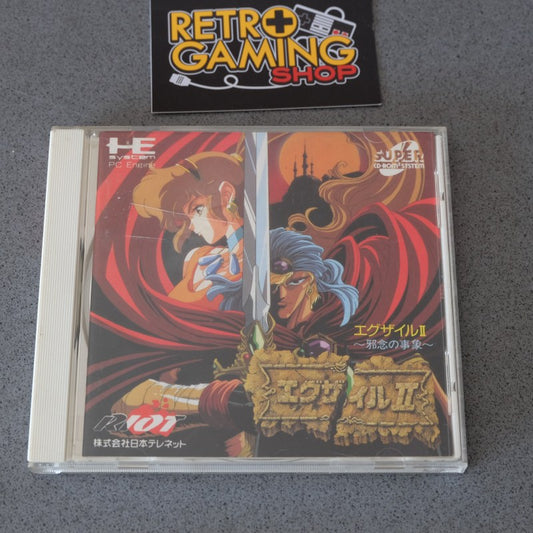 RETRO
GAMING
SHOP
HE
system
PC Engine
SUPER
CD-ROM² SYSTEM
エグザイルII
～邪念の事象～
エグザイルII
RIOT
株式会社日本テレネット